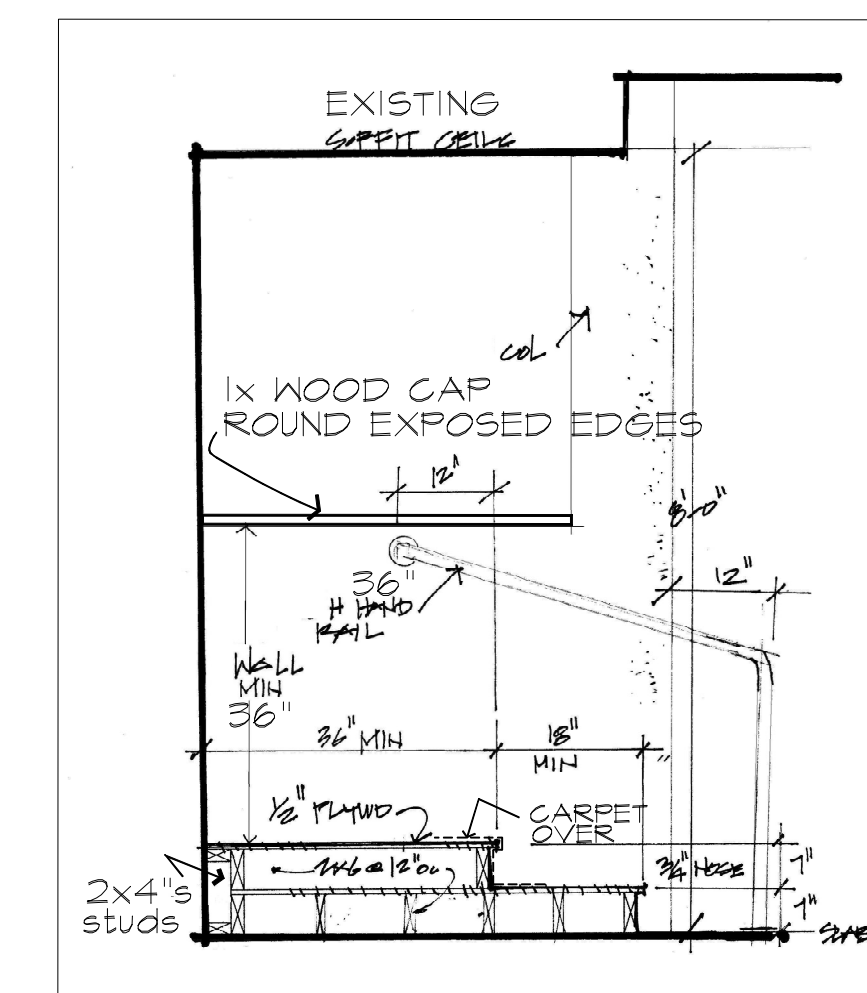 EXISTING
SOFFIT CEILG
COL
1x WOOD CAP
ROUND EXPOSED EDGES
12"
8'-0"
36"
H HAND
RAIL
12"
WALL
MIN
36"
36" MIN
18"
MIN
1/2" PLYWD
CARPET
OVER
2x6 @ 12"OC
3/4" NOSE
7"
2x4"s
studs
7"